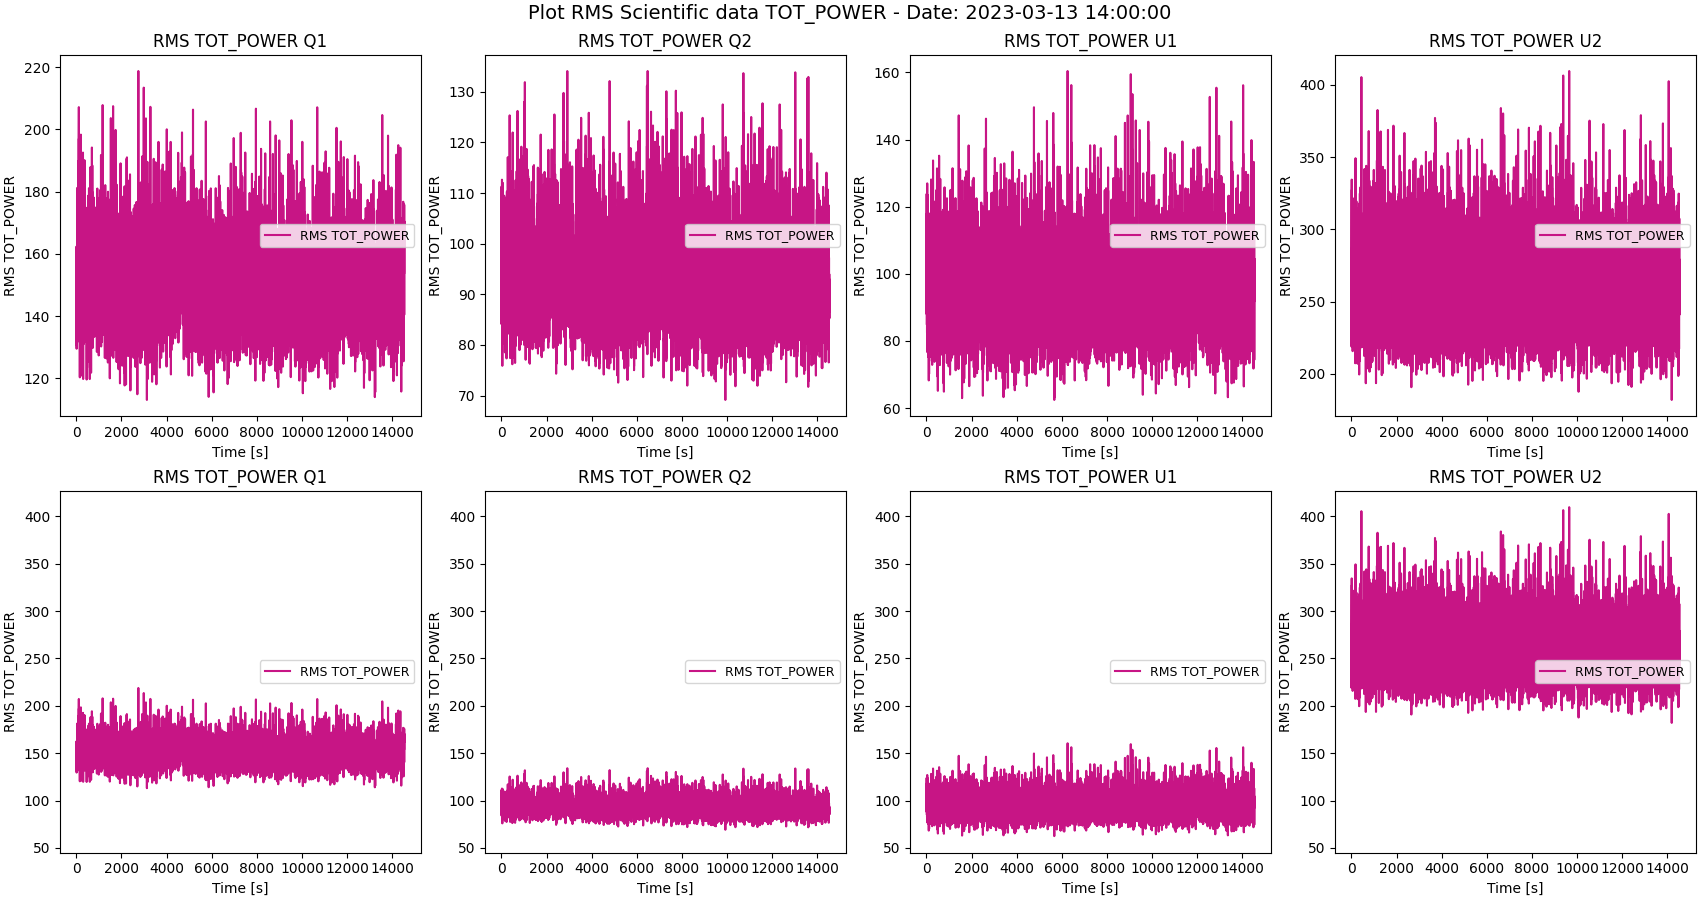 Plot RMS Scientific data TOT_POWER - Date: 2023-03-13 14:00:00
RMS TOT_POWER Q1
RMS TOT_POWER
220
200
180
160
140
120
RMS TOT_POWER
0 2000 4000 6000 8000 10000 12000 14000
Time [s]
RMS TOT_POWER Q2
RMS TOT_POWER
130
120
110
100
90
80
70
RMS TOT_POWER
0 2000 4000 6000 8000 10000 12000 14000
Time [s]
RMS TOT_POWER U1
RMS TOT_POWER
160
140
120
100
80
60
RMS TOT_POWER
0 2000 4000 6000 8000 10000 12000 14000
Time [s]
RMS TOT_POWER U2
RMS TOT_POWER
400
350
300
250
200
RMS TOT_POWER
0 2000 4000 6000 8000 10000 12000 14000
Time [s]
RMS TOT_POWER Q1
RMS TOT_POWER
400
350
300
250
200
150
100
50
RMS TOT_POWER
0 2000 4000 6000 8000 10000 12000 14000
Time [s]
RMS TOT_POWER Q2
RMS TOT_POWER
400
350
300
250
200
150
100
50
RMS TOT_POWER
0 2000 4000 6000 8000 10000 12000 14000
Time [s]
RMS TOT_POWER U1
RMS TOT_POWER
400
350
300
250
200
150
100
50
RMS TOT_POWER
0 2000 4000 6000 8000 10000 12000 14000
Time [s]
RMS TOT_POWER U2
RMS TOT_POWER
400
350
300
250
200
150
100
50
RMS TOT_POWER
0 2000 4000 6000 8000 10000 12000 14000
Time [s]